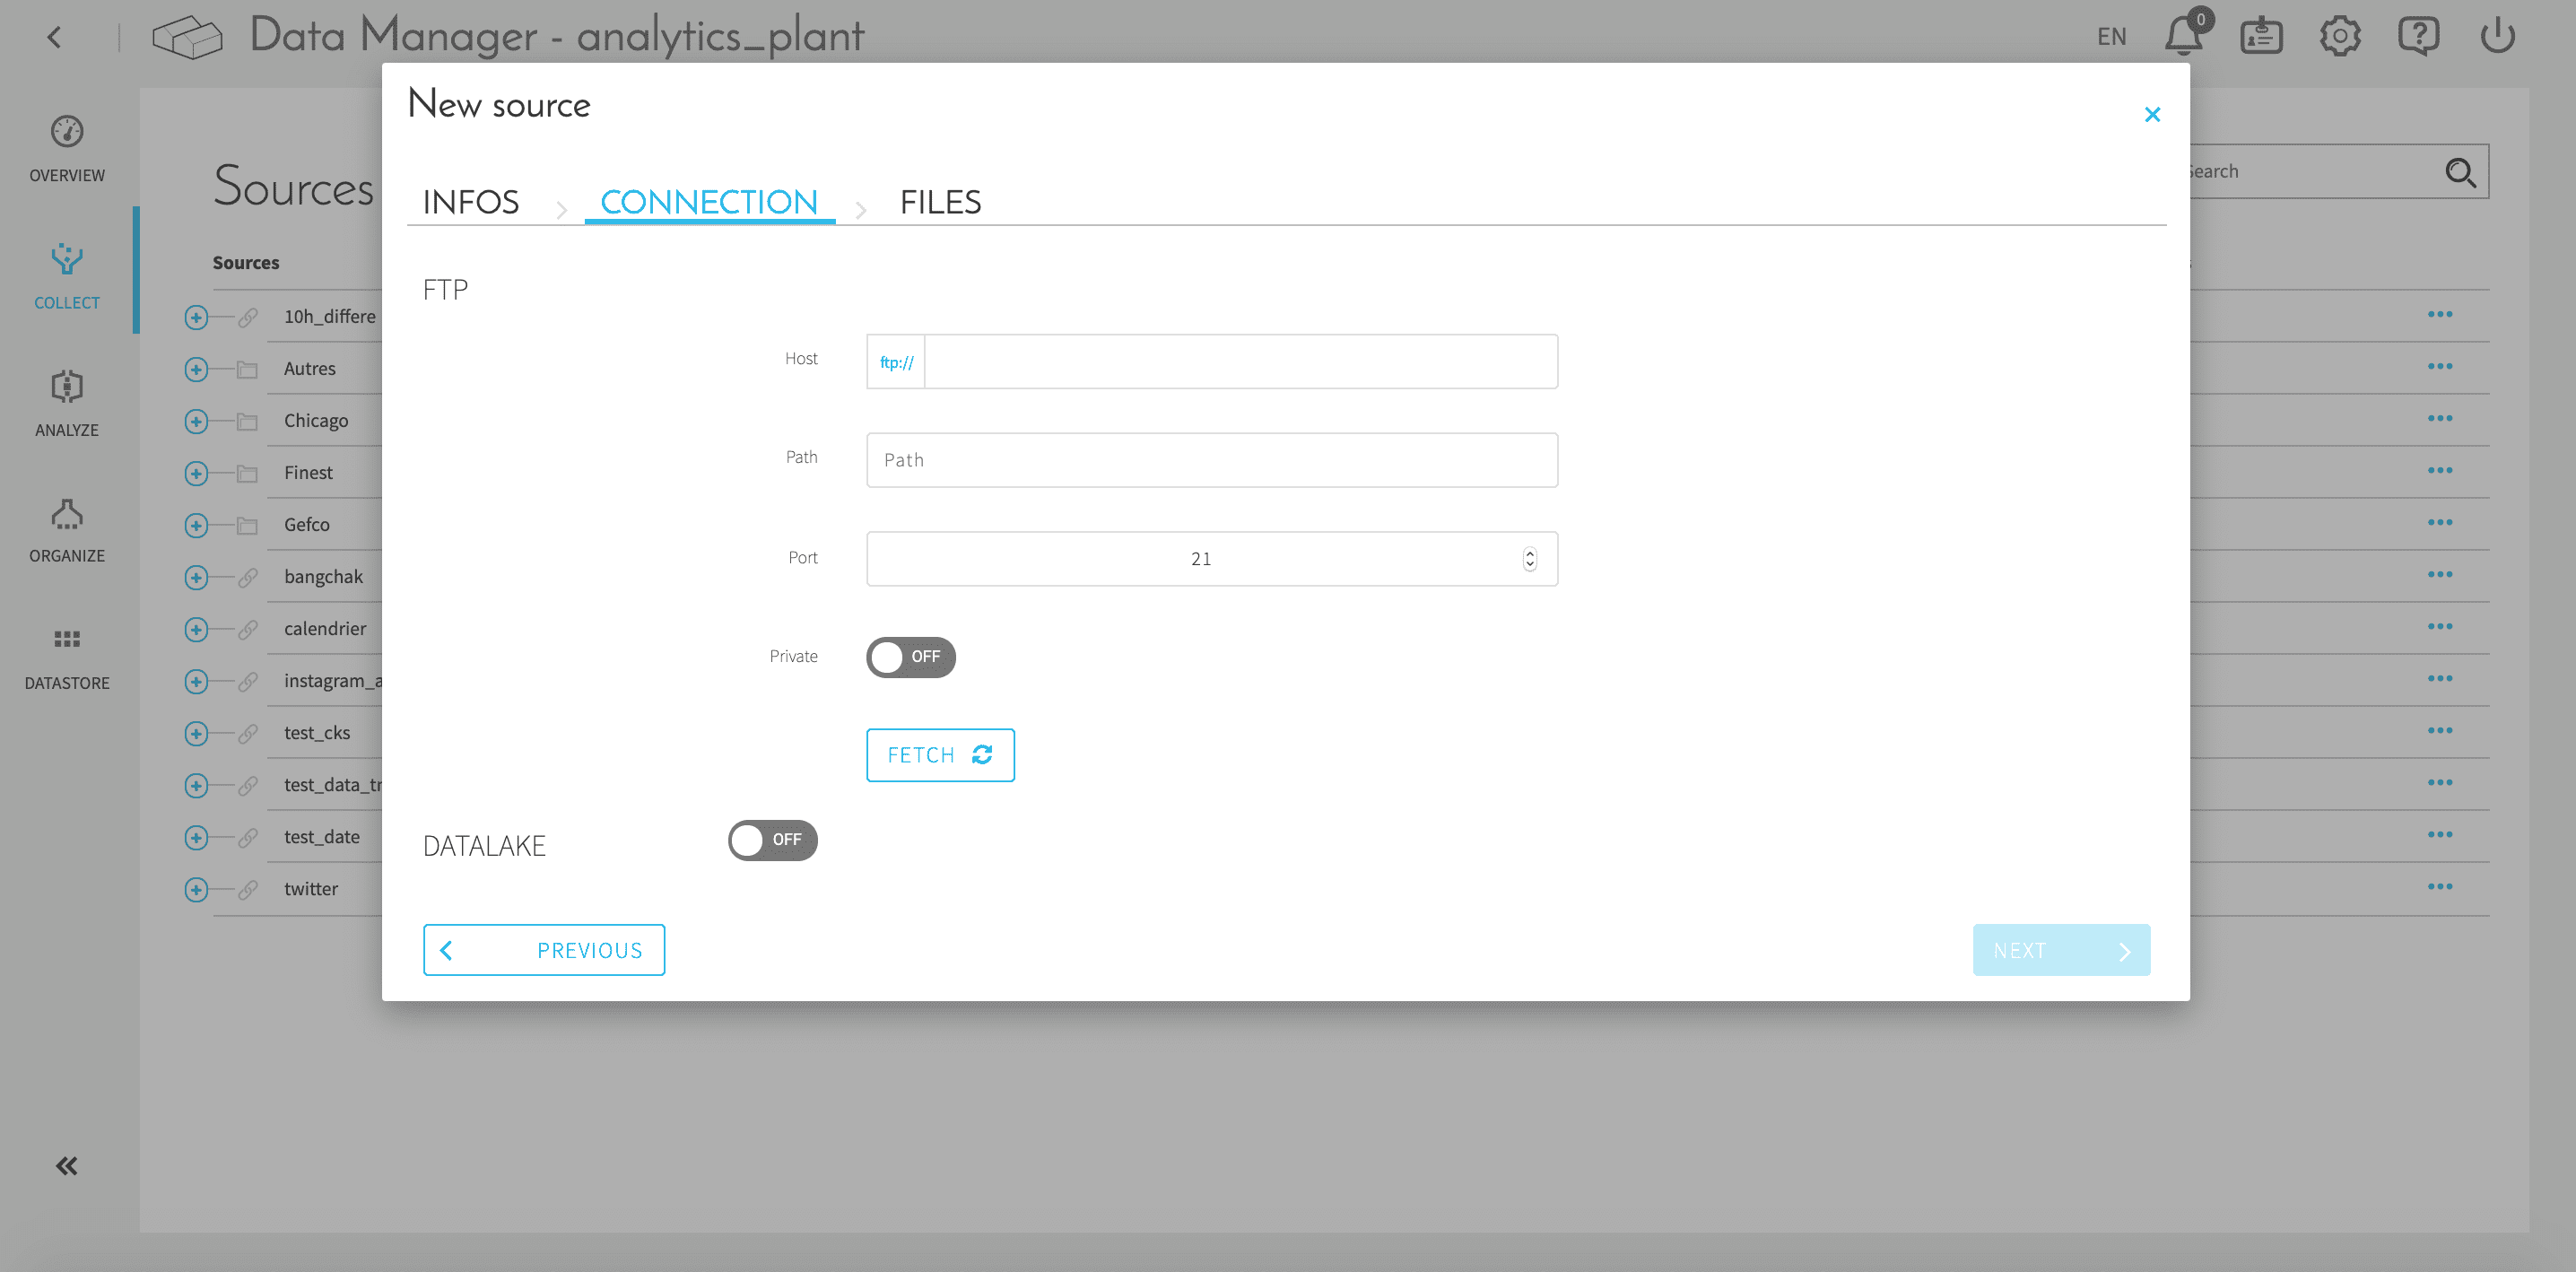 Data Manager - analytics_plant
EN
0
New source
OVERVIEW
COLLECT
ANALYZE
ORGANIZE
DATASTORE
Sources
Search
INFOS
CONNECTION
FILES
Sources
10h_differe
Autres
Chicago
Finest
Gefco
bangchak
calendrier
instagram_a
test_cks
test_data_tr
test_date
twitter
FTP
Host
ftp://
Path
Path
Port
21
Private
OFF
FETCH
DATALAKE
OFF
PREVIOUS
NEXT